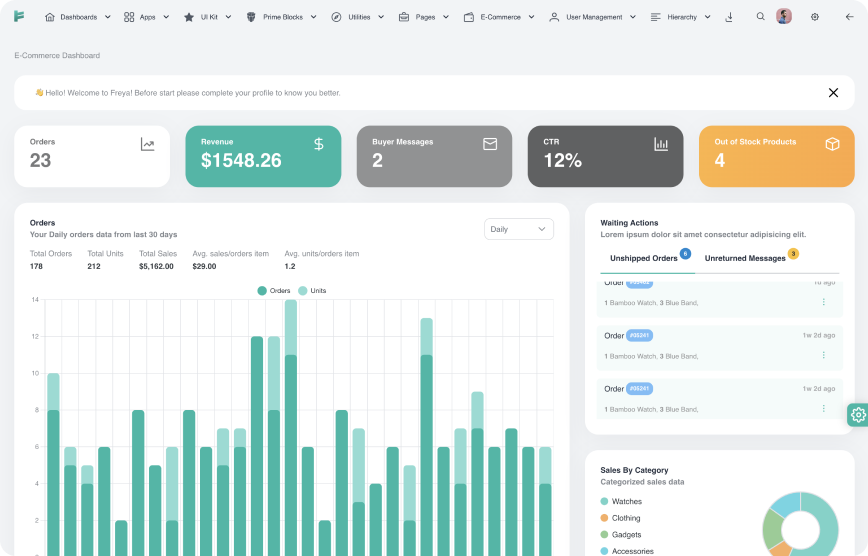 Dashboards Apps UI Kit Prime Blocks Utilities Pages E-Commerce User Management Hierarchy
E-Commerce Dashboard
👋 Hello! Welcome to Freya! Before start please complete your profile to know you better.
Orders
23
Revenue
$1548.26
Buyer Messages
2
CTR
12%
Out of Stock Products
4
Orders
Your Daily orders data from last 30 days
Daily
Total Orders Total Units Total Sales Avg. sales/orders item Avg. units/orders item
178 212 $5,162.00 $29.00 1.2
Orders Units
14
12
10
8
6
4
2
Waiting Actions
Lorem ipsum dolor sit amet consectetur adipisicing elit.
Unshipped Orders 6 Unreturned Messages 3
Order 1d ago
1 Bamboo Watch, 3 Blue Band,
Order #05241 1w 2d ago
1 Bamboo Watch, 3 Blue Band,
Order #05241 1w 2d ago
1 Bamboo Watch, 3 Blue Band,
Sales By Category
Categorized sales data
Watches
Clothing
Gadgets
Accessories